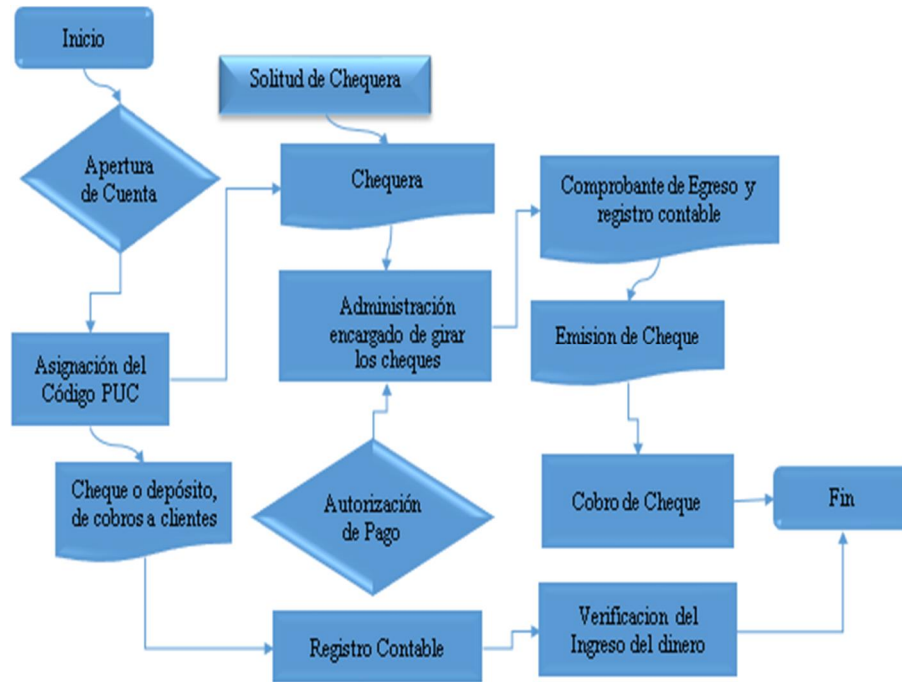 Inicio
Solitud de Chequera
Apertura
de Cuenta
Chequera
Comprobante de Egreso y
registro contable
Administración
encargado de girar
los cheques
Emision de Cheque
Asignación del
Código PUC
Cheque o depósito,
de cobros a clientes
Autorización
de Pago
Cobro de Cheque
Fin
Registro Contable
Verificacion del
Ingreso del dinero